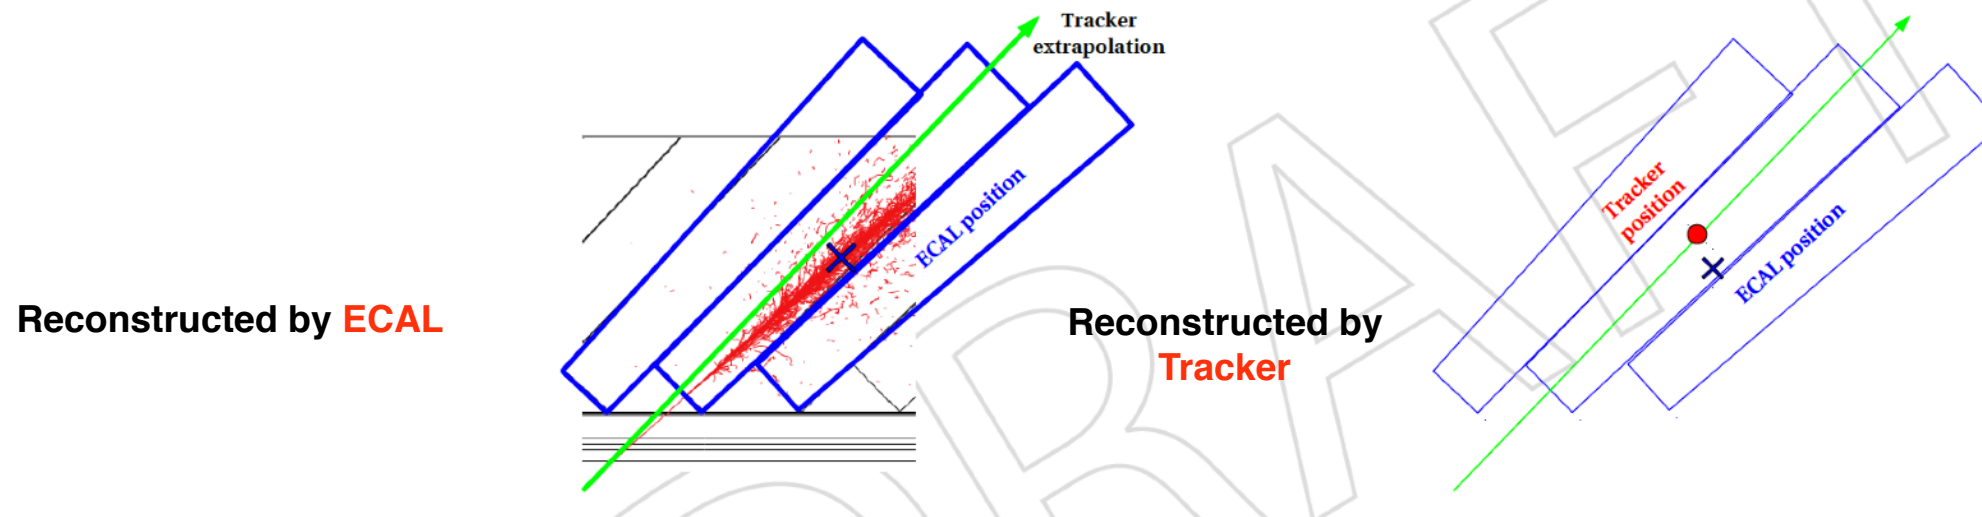 Tracker
extrapolation
ECAL position
Reconstructed by ECAL
Tracker
position
ECAL position
Reconstructed by
Tracker
DRAFT